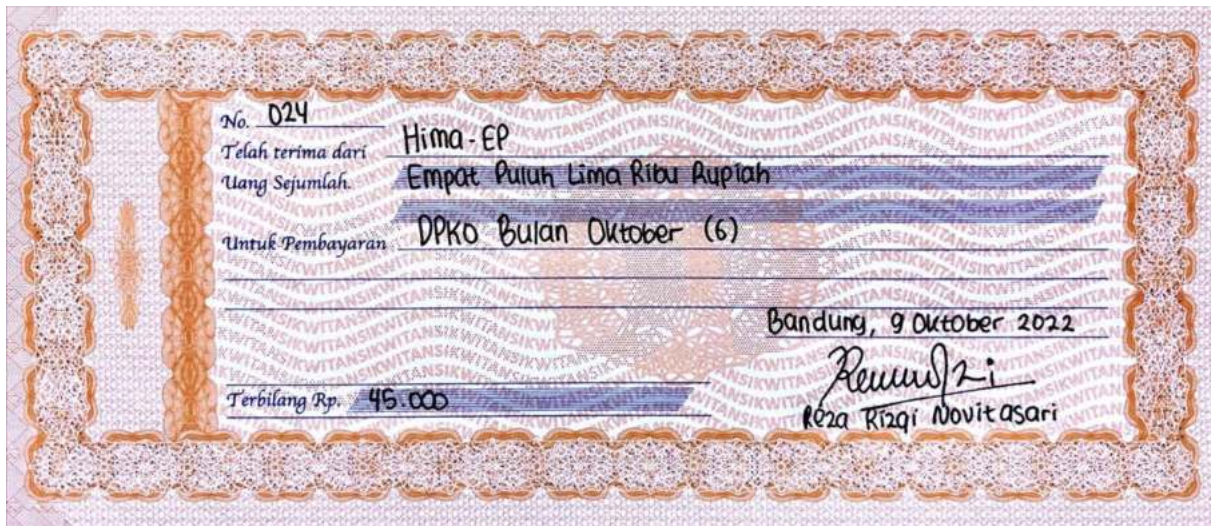 No. 024
Telah terima dari Hima-EP
Uang Sejumlah. Empat Puluh Lima Ribu Rupiah
Untuk Pembayaran DPKO Bulan Oktober (6)
Bandung, 9 Oktober 2022
Terbilang Rp. 45.000
Reza Rizqi Novitasari